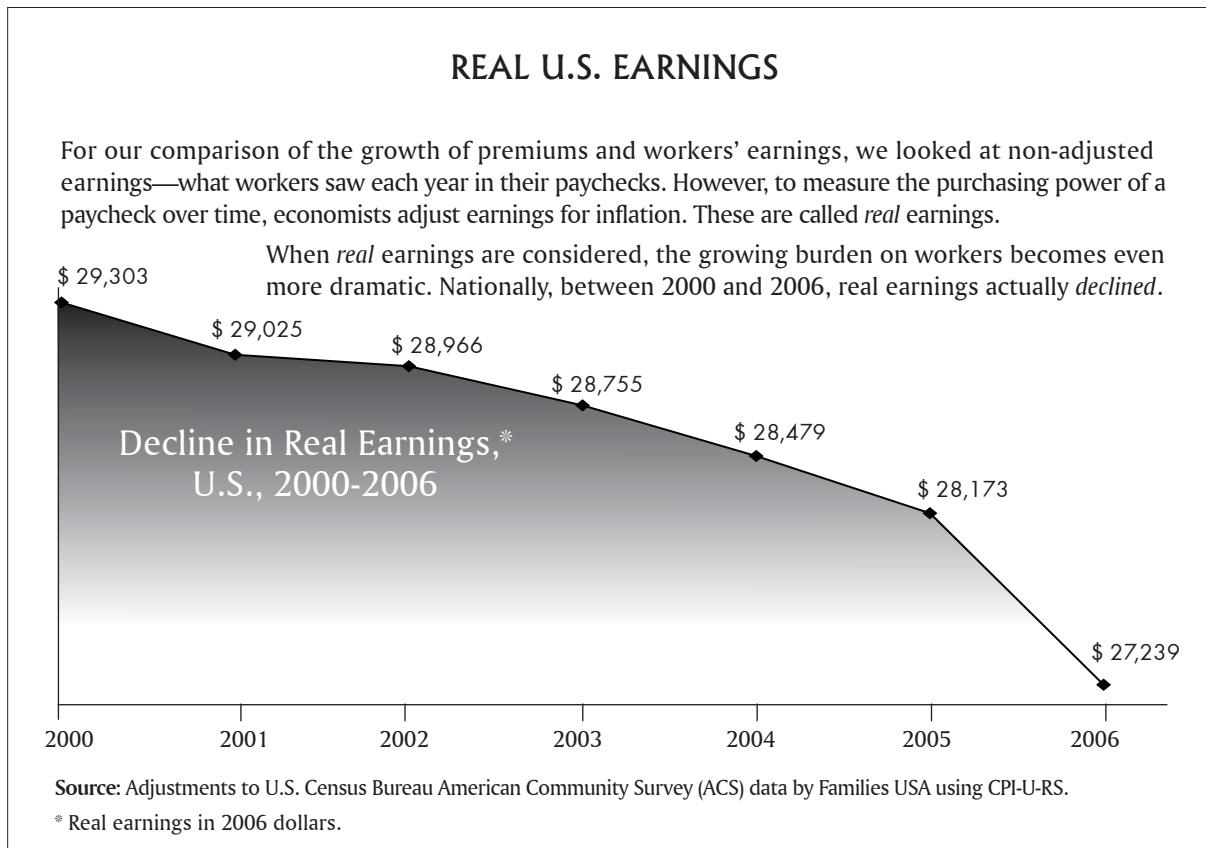 REAL U.S. EARNINGS
For our comparison of the growth of premiums and workers’ earnings, we looked at non-adjusted
earnings—what workers saw each year in their paychecks. However, to measure the purchasing power of a
paycheck over time, economists adjust earnings for inflation. These are called real earnings.
When real earnings are considered, the growing burden on workers becomes even
more dramatic. Nationally, between 2000 and 2006, real earnings actually declined.
$ 29,303
$ 29,025
$ 28,966
$ 28,755
$ 28,479
$ 28,173
$ 27,239
Decline in Real Earnings,*
U.S., 2000-2006
2000 2001 2002 2003 2004 2005 2006
Source: Adjustments to U.S. Census Bureau American Community Survey (ACS) data by Families USA using CPI-U-RS.
* Real earnings in 2006 dollars.